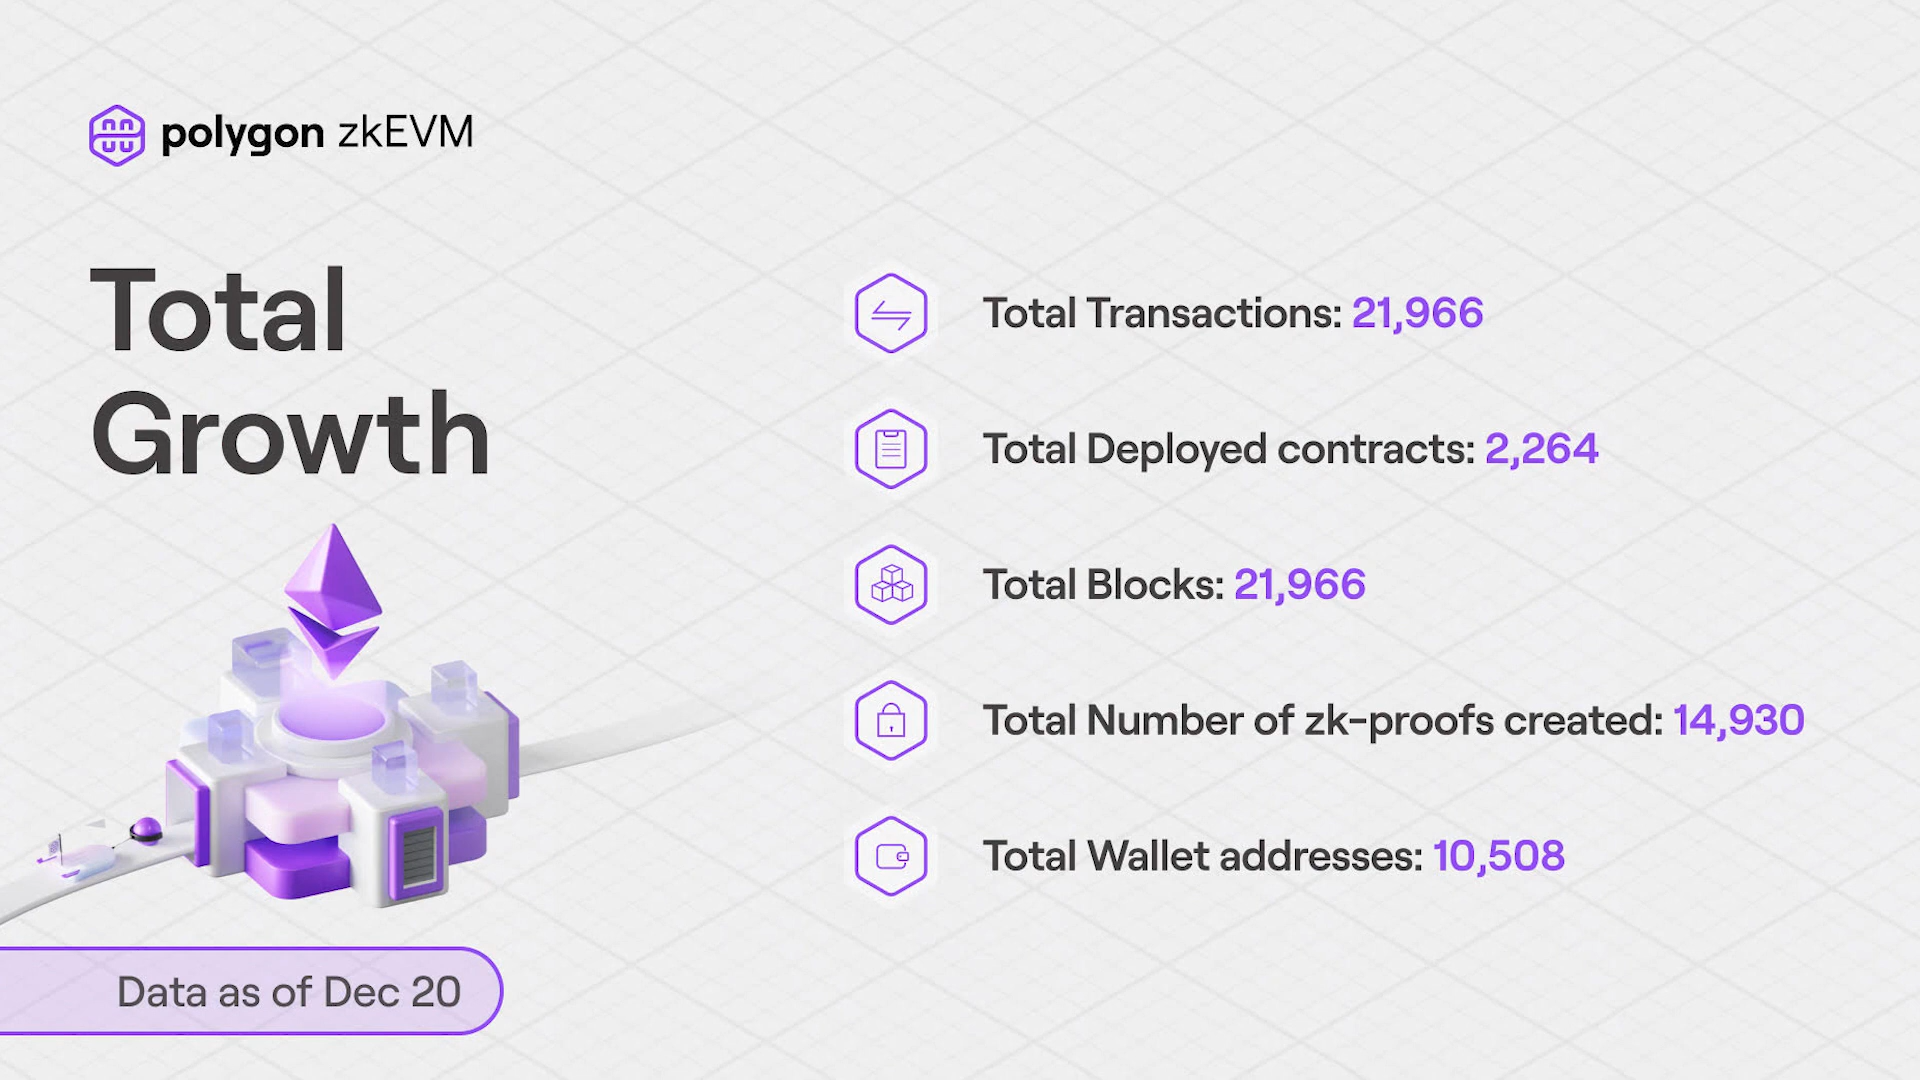 polygon zkEVM
Total
Growth
Total Transactions: 21,966
Total Deployed contracts: 2,264
Total Blocks: 21,966
Total Number of zk-proofs created: 14,930
Total Wallet addresses: 10,508
Data as of Dec 20